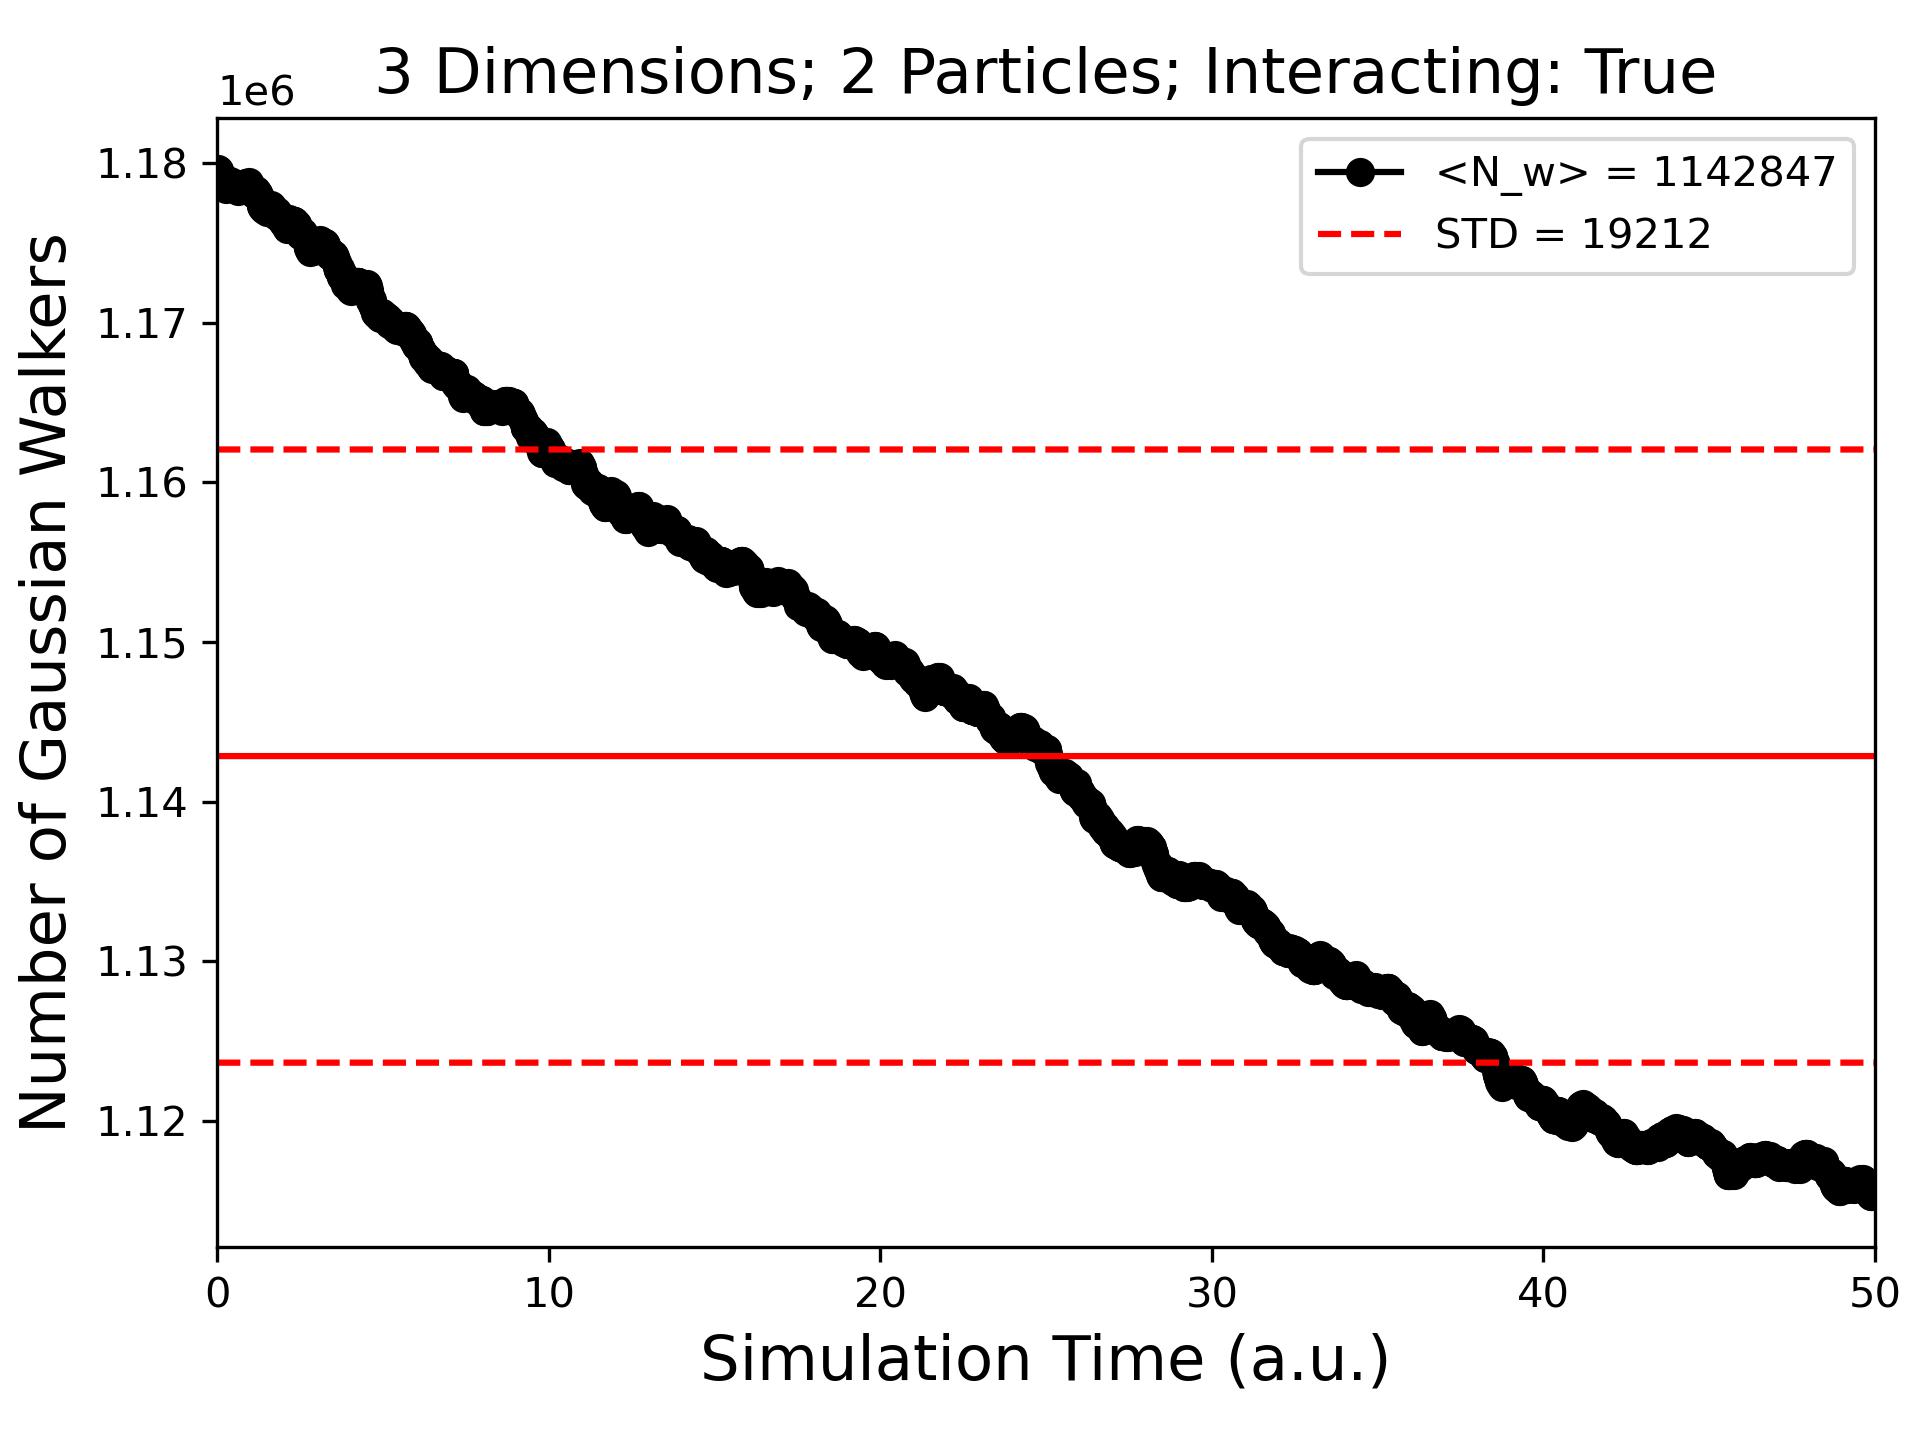 3 Dimensions; 2 Particles; Interacting: True
1e6
<N_w> = 1142847
STD = 19212
1.18
1.17
1.16
1.15
1.14
1.13
1.12
Number of Gaussian Walkers
0 10 20 30 40 50
Simulation Time (a.u.)